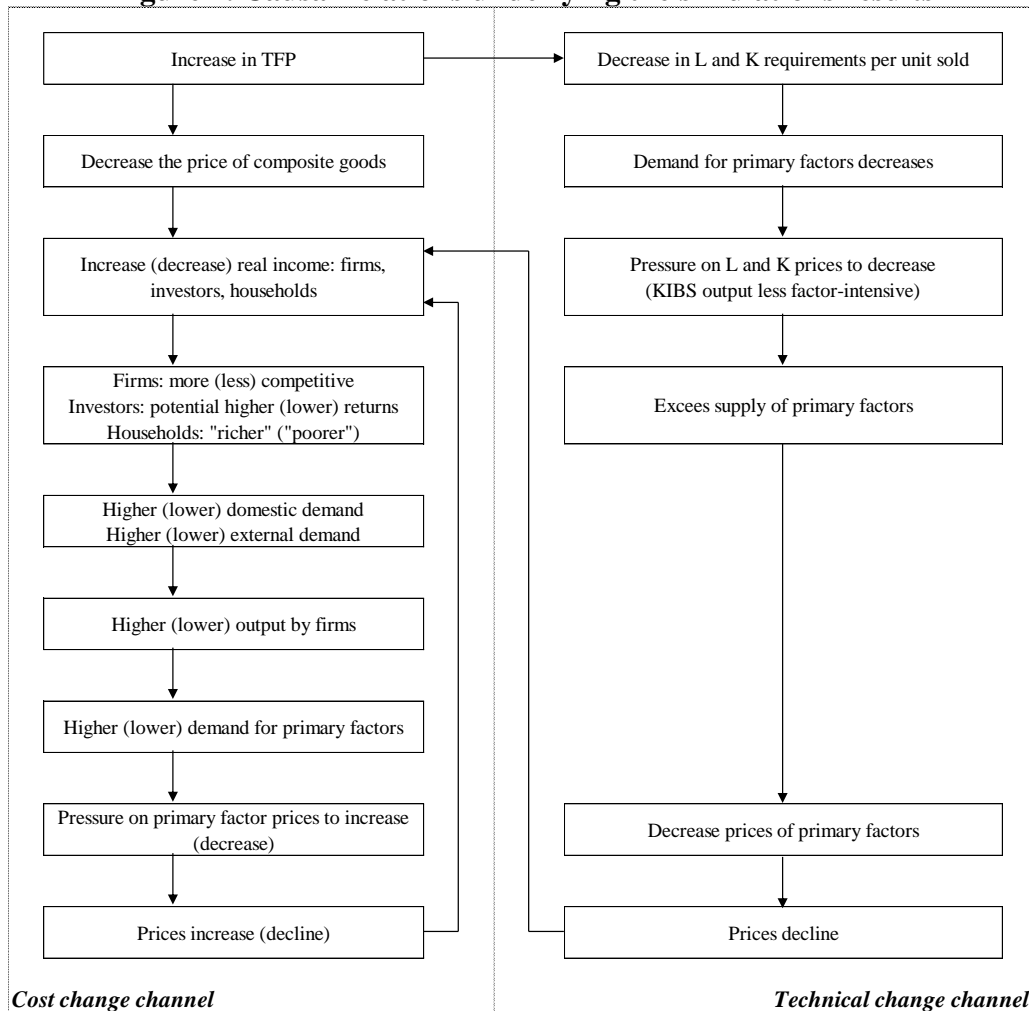 Increase in TFP
Decrease the price of composite goods
Increase (decrease) real income: firms,
investors, households
Firms: more (less) competitive
Investors: potential higher (lower) returns
Households: "richer" ("poorer")
Higher (lower) domestic demand
Higher (lower) external demand
Higher (lower) output by firms
Higher (lower) demand for primary factors
Pressure on primary factor prices to increase
(decrease)
Prices increase (decline)
Cost change channel
Decrease in L and K requirements per unit sold
Demand for primary factors decreases
Pressure on L and K prices to decrease
(KIBS output less factor-intensive)
Excees supply of primary factors
Decrease prices of primary factors
Prices decline
Technical change channel